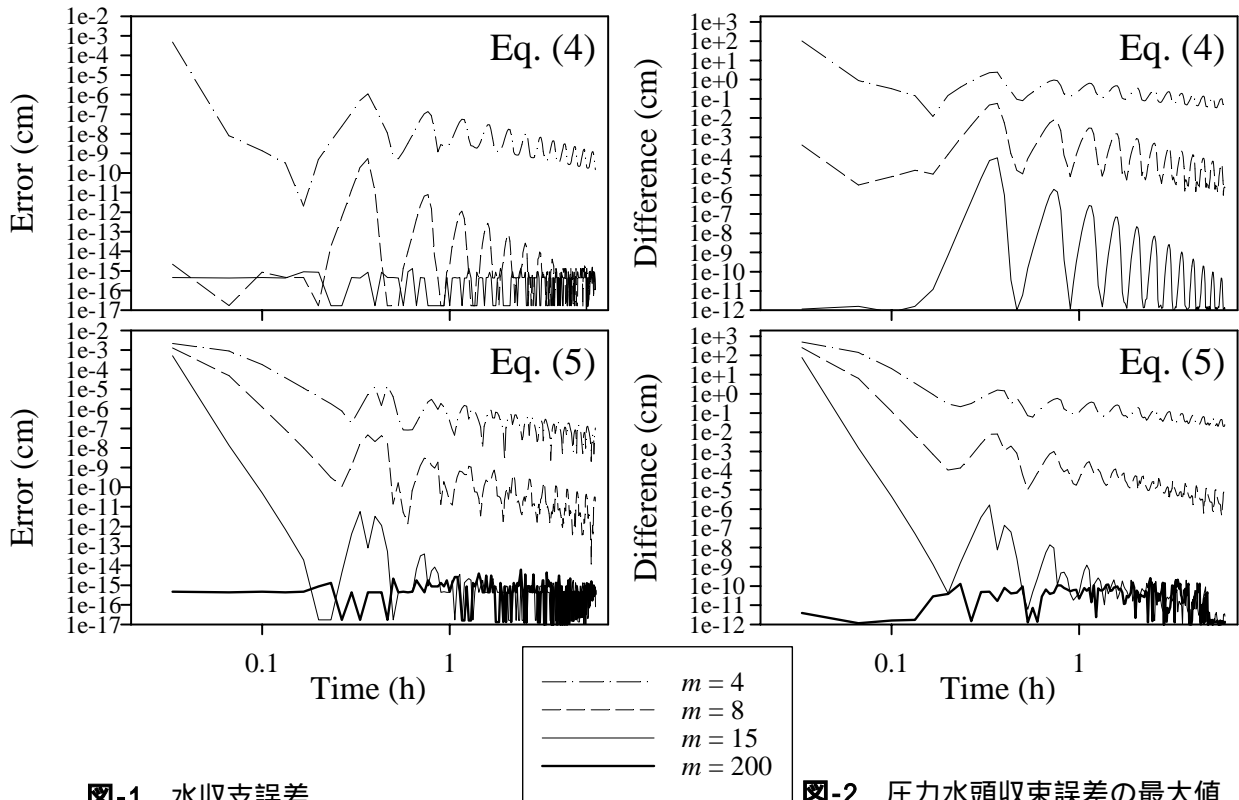 Eq. (4)
Error (cm)
1e-2
1e-3
1e-4
1e-5
1e-6
1e-7
1e-8
1e-9
1e-10
1e-11
1e-12
1e-13
1e-14
1e-15
1e-16
1e-17
Eq. (4)
Difference (cm)
1e+3
1e+2
1e+1
1e+0
1e-1
1e-2
1e-3
1e-4
1e-5
1e-6
1e-7
1e-8
1e-9
1e-10
1e-11
1e-12
Eq. (5)
Error (cm)
1e-2
1e-3
1e-4
1e-5
1e-6
1e-7
1e-8
1e-9
1e-10
1e-11
1e-12
1e-13
1e-14
1e-15
1e-16
1e-17
0.1
1
Time (h)
Eq. (5)
Difference (cm)
1e+3
1e+2
1e+1
1e+0
1e-1
1e-2
1e-3
1e-4
1e-5
1e-6
1e-7
1e-8
1e-9
1e-10
1e-11
1e-12
0.1
1
Time (h)
m = 4
m = 8
m = 15
m = 200
図-1 水収支誤差
図-2 圧力水頭収束誤差の最大値